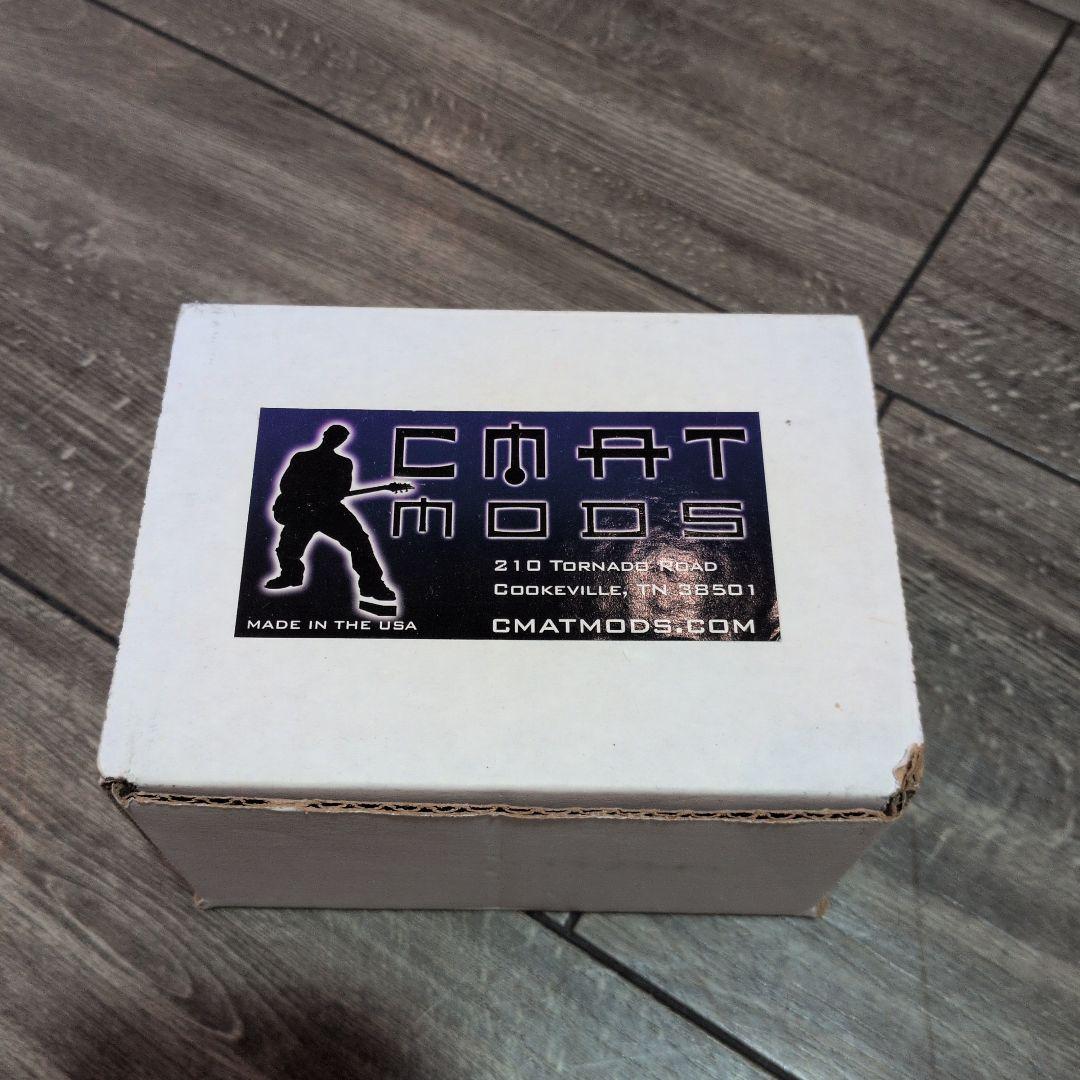 CMAT
MODS
210 Tornado Road
Cookeville, TN 38501
MADE IN THE USA
CMATMODS.COM